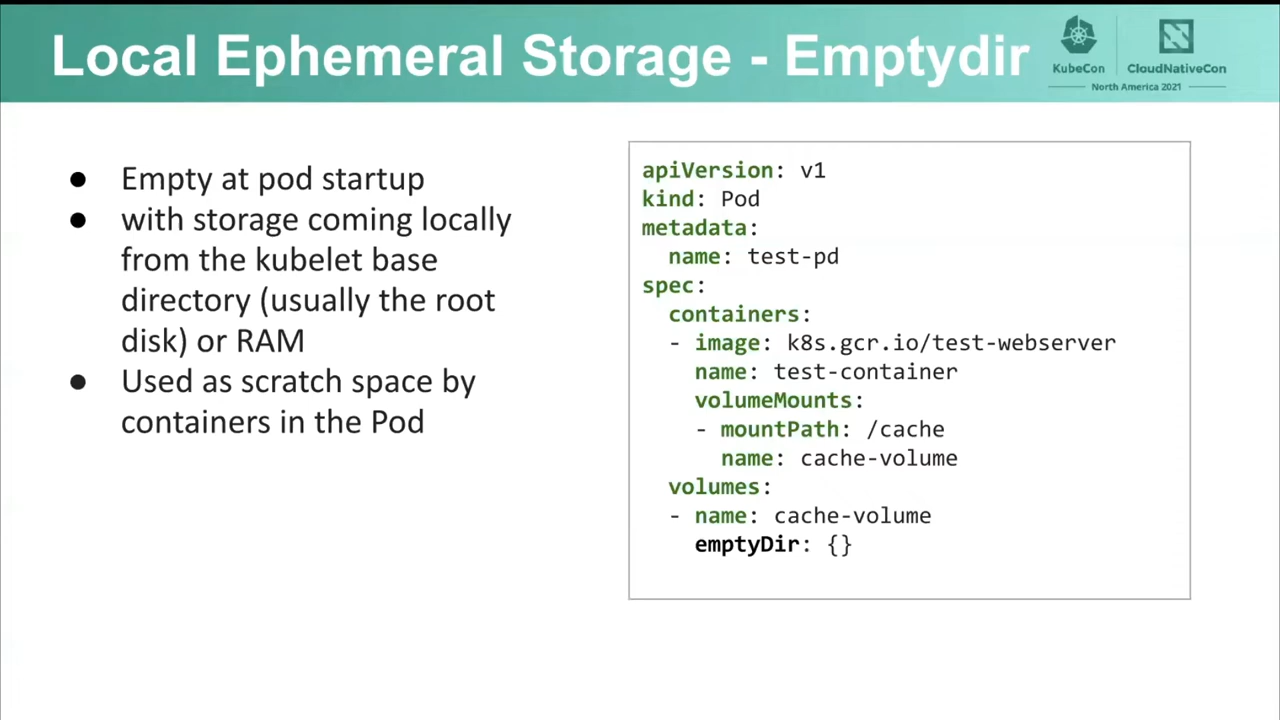 Local Ephemeral Storage - Emptydir
KubeCon
CloudNativeCon
North America 2021
● Empty at pod startup
● with storage coming locally
from the kubelet base
directory (usually the root
disk) or RAM
● Used as scratch space by
containers in the Pod
apiVersion: v1
kind: Pod
metadata:
  name: test-pd
spec:
  containers:
  - image: k8s.gcr.io/test-webserver
    name: test-container
    volumeMounts:
    - mountPath: /cache
      name: cache-volume
  volumes:
  - name: cache-volume
    emptyDir: {}